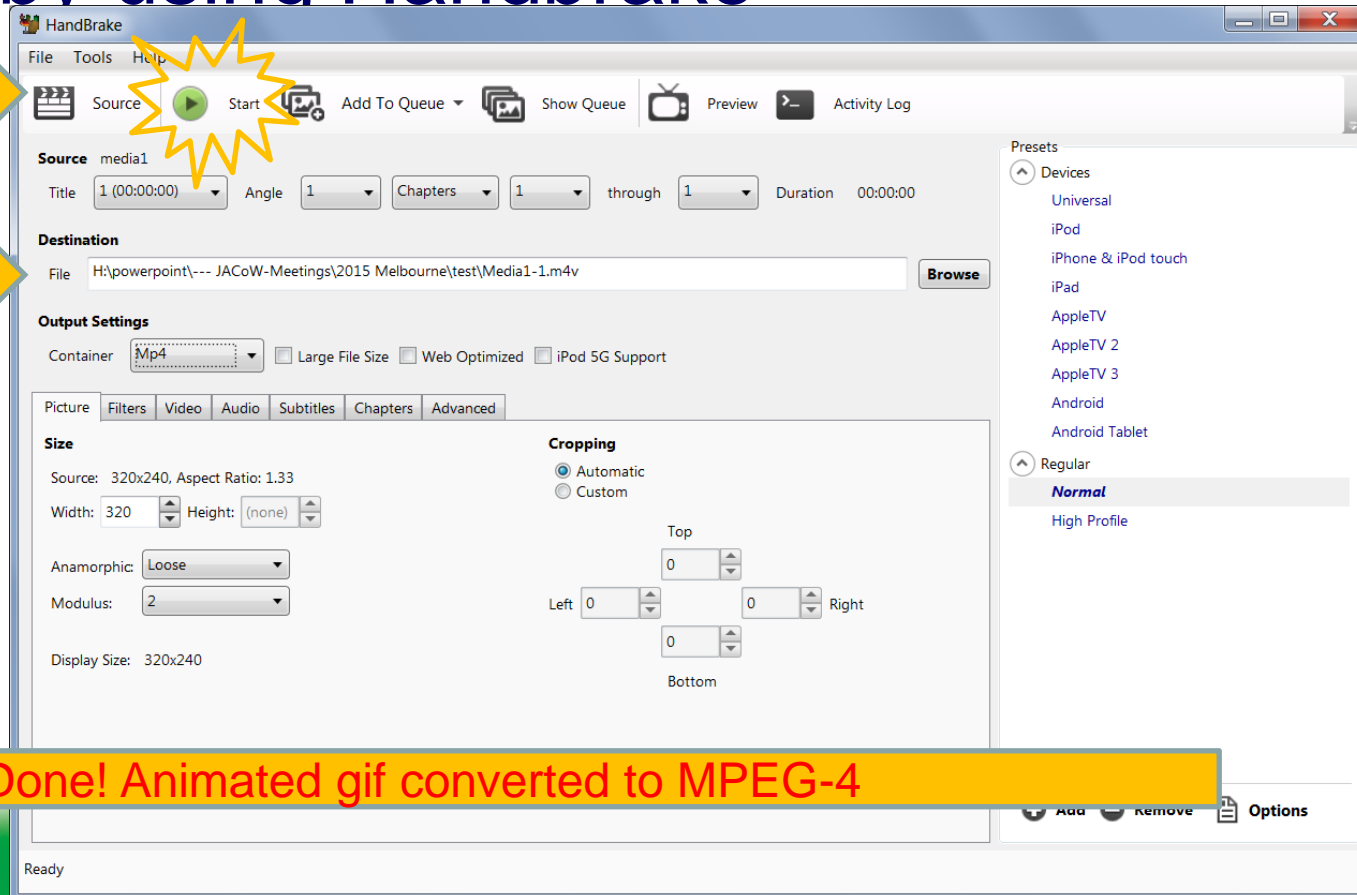 by using HandBrake
HandBrake
File Tools Help
Source Start Add To Queue Show Queue Preview Activity Log
Source media1
Title 1 (00:00:00) Angle 1 Chapters 1 through 1 Duration 00:00:00
Destination
File H:\powerpoint\--- JACoW-Meetings\2015 Melbourne\test\Media1-1.m4v Browse
Output Settings
Container Mp4 Large File Size Web Optimized iPod 5G Support
Picture Filters Video Audio Subtitles Chapters Advanced
Size
Source: 320x240, Aspect Ratio: 1.33
Width: 320 Height: (none)
Anamorphic: Loose
Modulus: 2
Display Size: 320x240
Cropping
Automatic
Custom
Top
0
Left 0 0 Right
0
Bottom
Presets
Devices
Universal
iPod
iPhone & iPod touch
iPad
AppleTV
AppleTV 2
AppleTV 3
Android
Android Tablet
Regular
Normal
High Profile
Done! Animated gif converted to MPEG-4
Add Remove Options
Ready